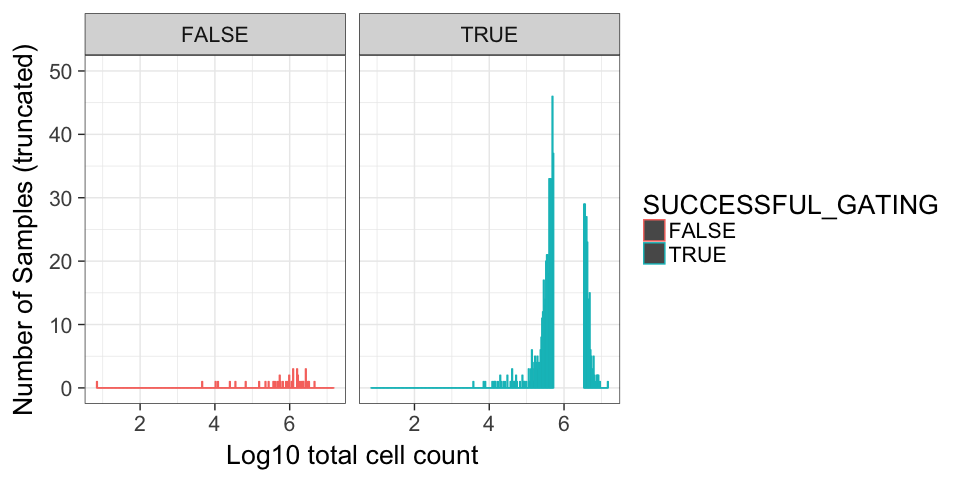 FALSE
TRUE
Number of Samples (truncated)
50
40
30
20
10
0
2
4
6
2
4
6
Log10 total cell count
SUCCESSFUL_GATING
FALSE
TRUE